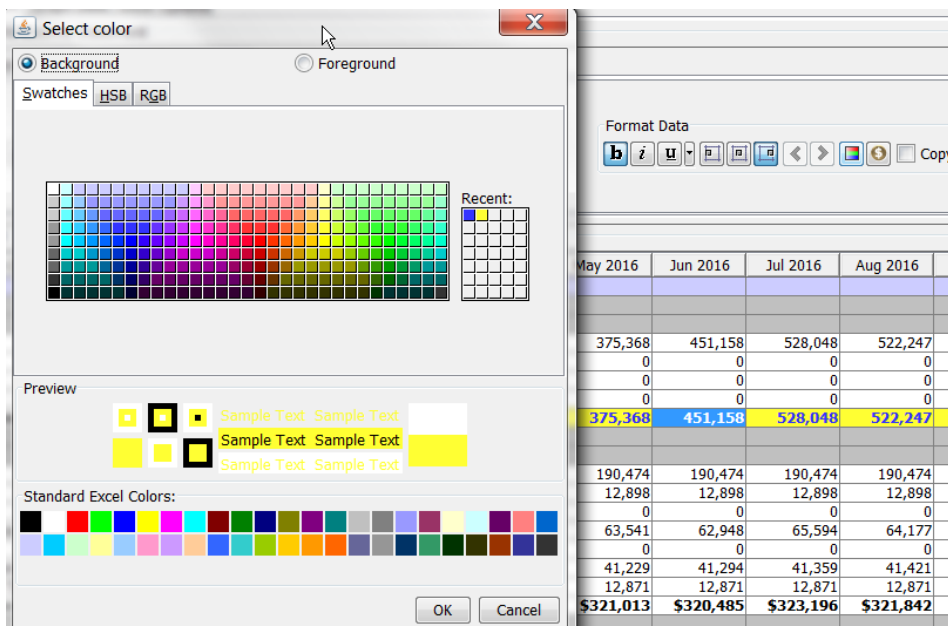 Select color
Background Foreground
Swatches HSB RGB
Recent:
Preview
Sample Text Sample Text
Sample Text Sample Text
Sample Text Sample Text
Standard Excel Colors:
OK Cancel
Format Data
b i u Copy
May 2016 Jun 2016 Jul 2016 Aug 2016
375,368 451,158 528,048 522,247
0 0 0 0
0 0 0 0
0 0 0 0
375,368 451,158 528,048 522,247
190,474 190,474 190,474 190,474
12,898 12,898 12,898 12,898
0 0 0 0
63,541 62,948 65,594 64,177
0 0 0 0
41,229 41,294 41,359 41,421
12,871 12,871 12,871 12,871
$321,013 $320,485 $323,196 $321,842